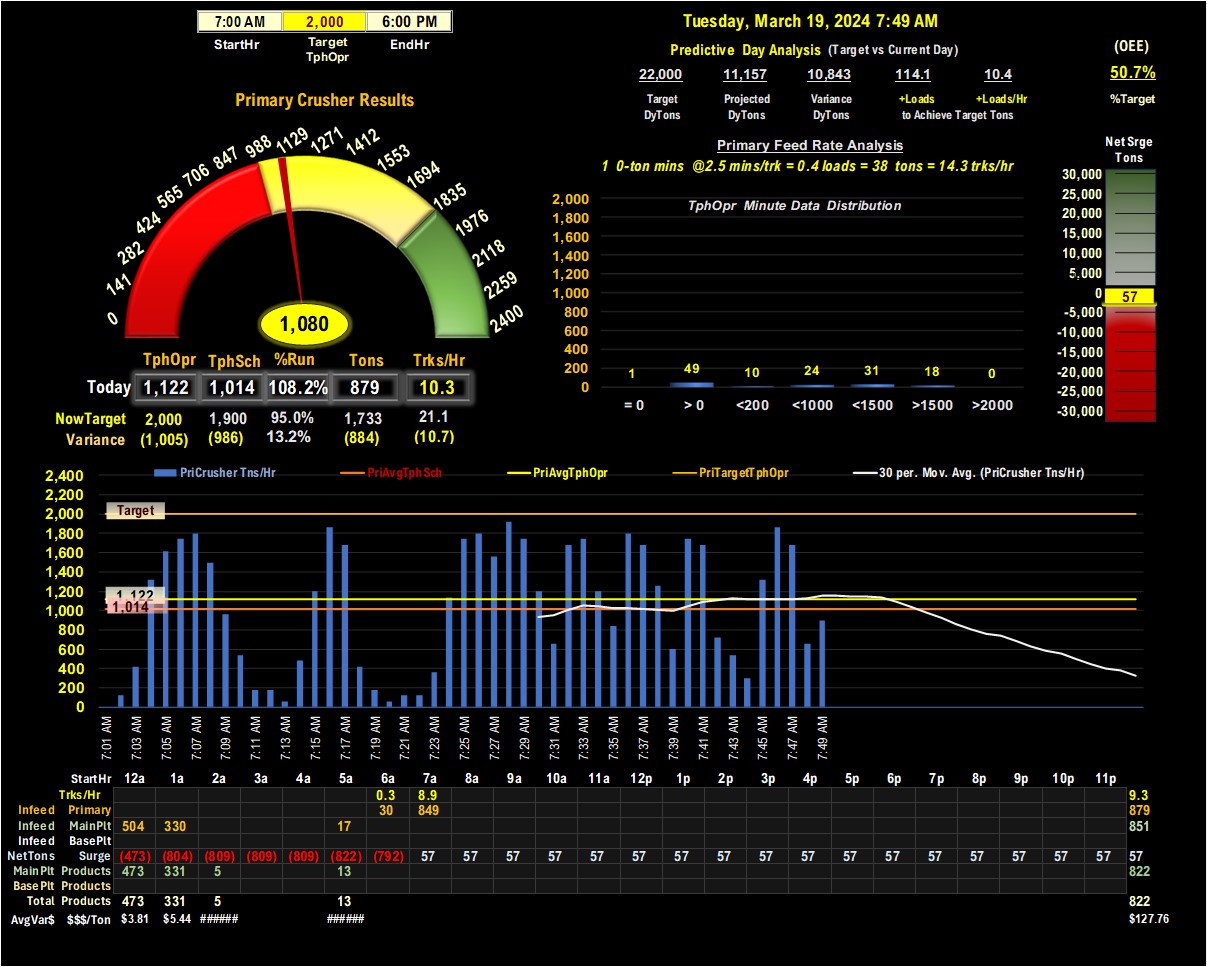 7:00 AM 2,000 6:00 PM
StartHr Target TphOpr EndHr
Tuesday, March 19, 2024 7:49 AM
Predictive Day Analysis (Target vs Current Day)
22,000 11,157 10,843 114.1 10.4
Target DyTons Projected DyTons Variance DyTons +Loads +Loads/Hr
to Achieve Target Tons
(OEE)
50.7%
%Target
Primary Crusher Results
0 141 282 424 565 706 847 988 1129 1271 1412 1553 1694 1835 1976 2118 2259 2400
1,080
TphOpr TphSch %Run Tons Trks/Hr
Today 1,122 1,014 108.2% 879 10.3
NowTarget 2,000 1,900 95.0% 1,733 21.1
Variance (1,005) (986) 13.2% (884) (10.7)
Primary Feed Rate Analysis
1 0-ton mins @2.5 mins/trk = 0.4 loads = 38 tons = 14.3 trks/hr
TphOpr Minute Data Distribution
2,000
1,800
1,600
1,400
1,200
1,000
800
600
400
200
0
1 49 10 24 31 18 0
= 0 > 0 <200 <1000 <1500 >1500 >2000
Net Srge
Tons
30,000
25,000
20,000
15,000
10,000
5,000
0
57
-5,000
-10,000
-15,000
-20,000
-25,000
-30,000
PriCrusher Tns/Hr PriAvgTphSch PriAvgTphOpr PriTargetTphOpr 30 per. Mov. Avg. (PriCrusher Tns/Hr)
2,400
2,200
2,000
1,800
1,600
1,400
1,200
1,000
800
600
400
200
0
Target
1,122
1,014
7:01 AM 7:03 AM 7:05 AM 7:07 AM 7:09 AM 7:11 AM 7:13 AM 7:15 AM 7:17 AM 7:19 AM 7:21 AM 7:23 AM 7:25 AM 7:27 AM 7:29 AM 7:31 AM 7:33 AM 7:35 AM 7:37 AM 7:39 AM 7:41 AM 7:43 AM 7:45 AM 7:47 AM 7:49 AM
StartHr 12a 1a 2a 3a 4a 5a 6a 7a 8a 9a 10a 11a 12p 1p 2p 3p 4p 5p 6p 7p 8p 9p 10p 11p
Trks/Hr 0.3 8.9 9.3
Infeed Primary 30 849 879
Infeed MainPlt 504 330 17 851
Infeed BasePlt
NetTons Surge (473) (804) (809) (809) (809) (822) (792) 57 57 57 57 57 57 57 57 57 57 57 57 57 57 57 57 57 57
MainPlt Products 473 331 5 13 822
BasePlt Products
Total Products 473 331 5 13 822
AvgVar$ $$$/Ton $3.81 $5.44 ###### ###### $127.76